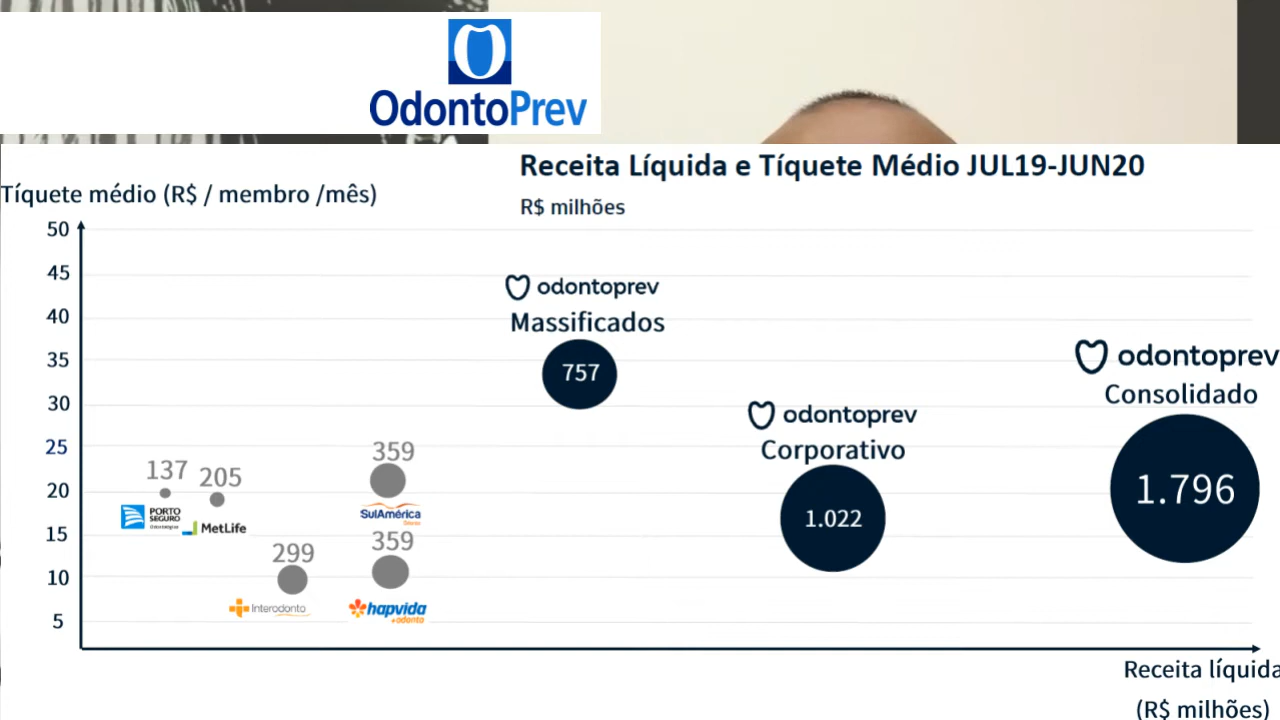 OdontoPrev
Receita Líquida e Tíquete Médio JUL19-JUN20
R$ milhões
Tíquete médio (R$ / membro /mês)
50
45
40
35
30
25
20
15
10
5
odontoprev
Massificados
757
odontoprev
Corporativo
1.022
odontoprev
Consolidado
1.796
137
PORTO
SEGURO
205
MetLife
299
Interodonto
359
SulAmérica
359
hapvida
+odonto
Receita líquida
(R$ milhões)